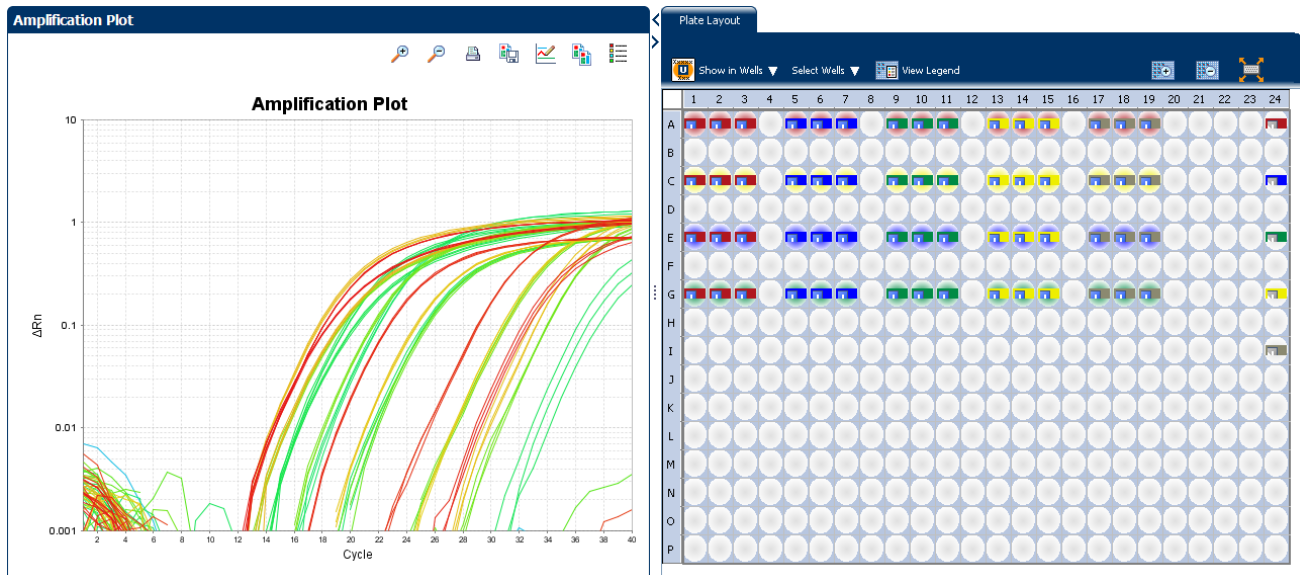 Amplification Plot
Amplification Plot
10
1
0.1
0.01
0.001
ΔRn
2 4 6 8 10 12 14 16 18 20 22 24 26 28 30 32 34 36 38 40
Cycle
Plate Layout
U
Show in Wells ▼ Select Wells ▼ View Legend
1 2 3 4 5 6 7 8 9 10 11 12 13 14 15 16 17 18 19 20 21 22 23 24
A
B
C
D
E
F
G
H
I
J
K
L
M
N
O
P